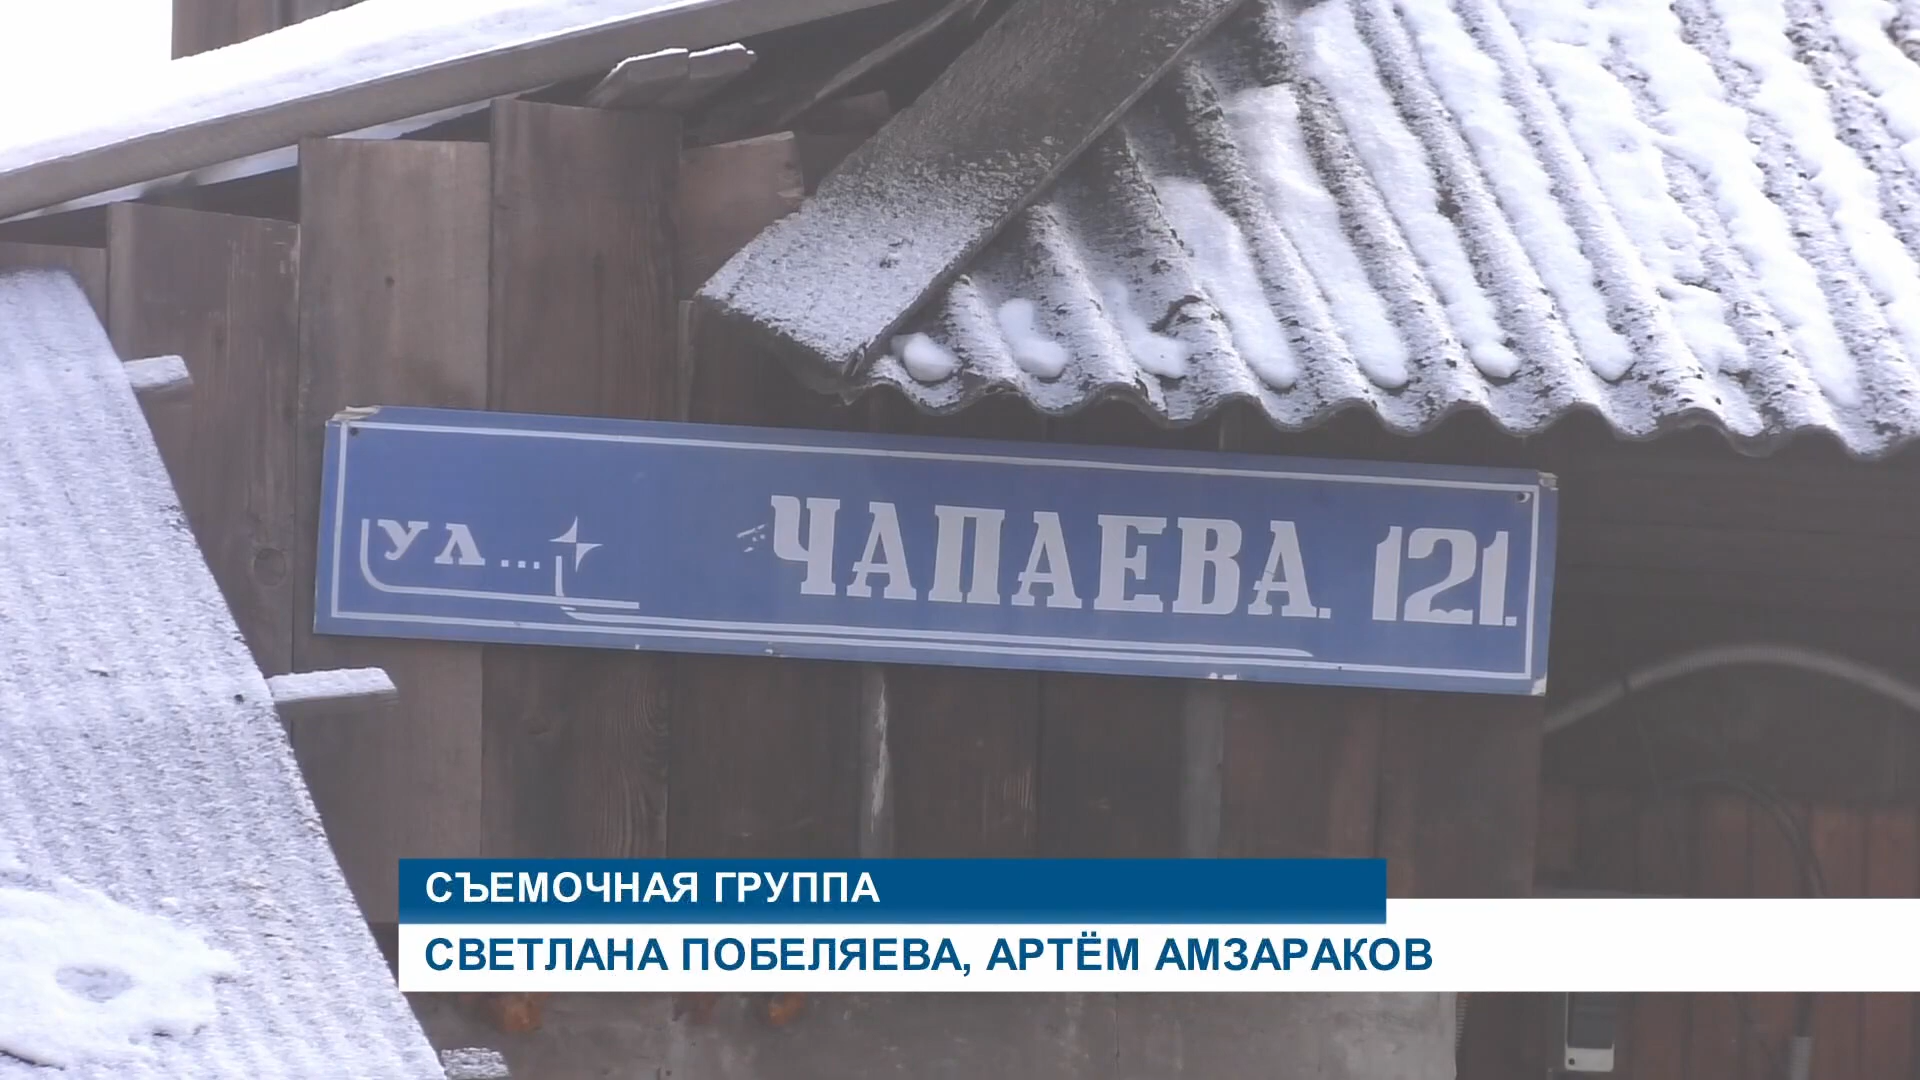 УЛ... ЧАПАЕВА. 121.
СЪЕМОЧНАЯ ГРУППА
СВЕТЛАНА ПОБЕЛЯЕВА, АРТЁМ АМЗАРАКОВ